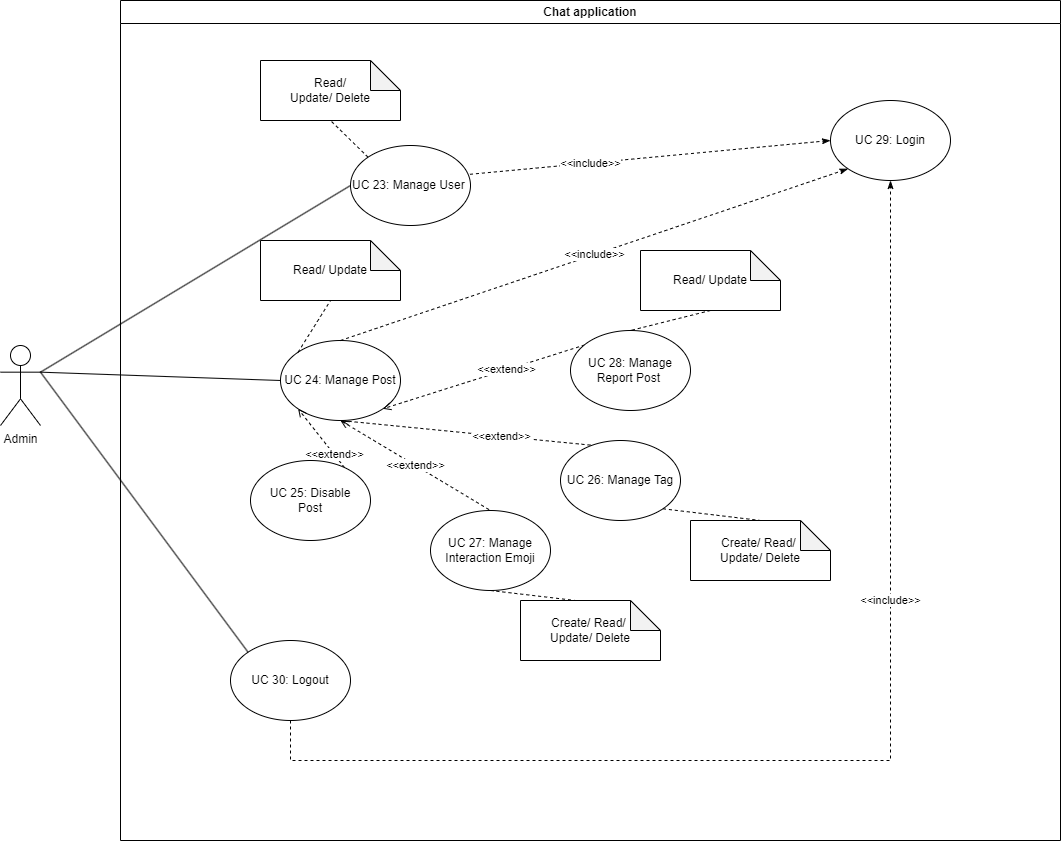 Chat application
Read/
Update/ Delete
UC 29: Login
<<include>>
UC 23: Manage User
<<include>>
Read/ Update
Read/ Update
Admin
UC 24: Manage Post
<<extend>>
UC 28: Manage
Report Post
<<extend>>
<<extend>>
<<extend>>
UC 26: Manage Tag
UC 25: Disable
Post
UC 27: Manage
Interaction Emoji
Create/ Read/
Update/ Delete
<<include>>
Create/ Read/
Update/ Delete
UC 30: Logout